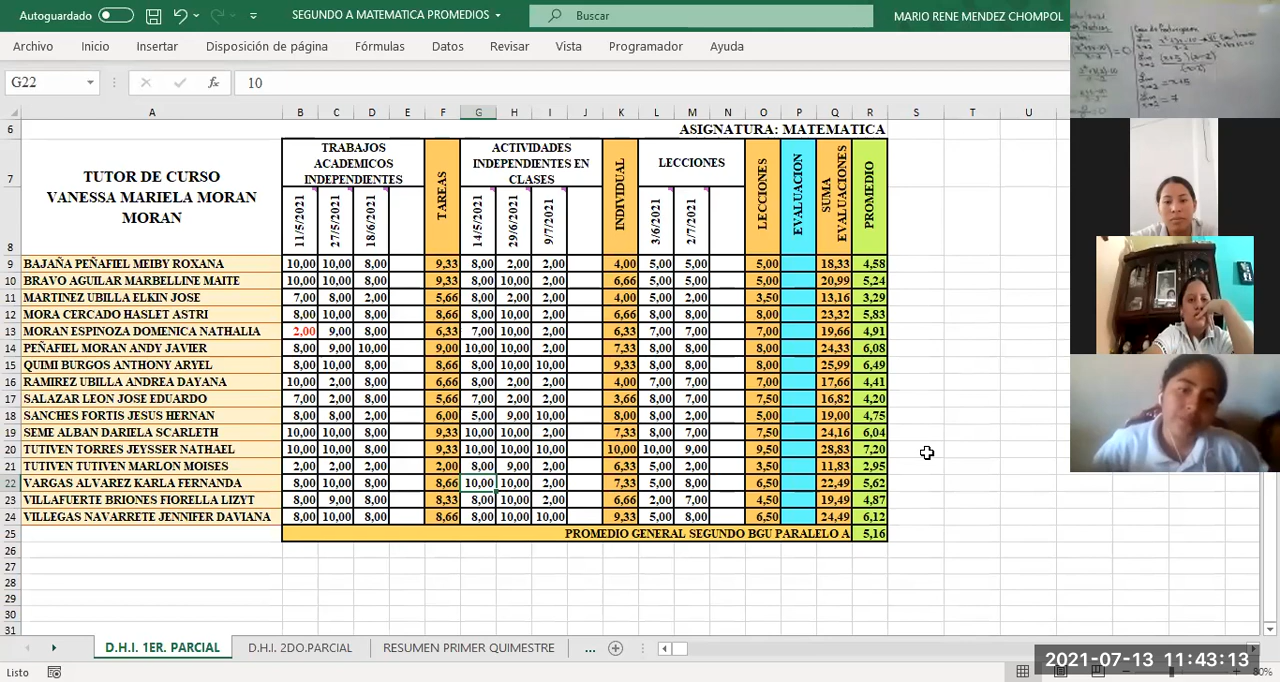 Autoguardado SEGUNDO A MATEMATICA PROMEDIOS Buscar MARIO RENE MENDEZ CHOMPOL
Archivo Inicio Insertar Disposición de página Fórmulas Datos Revisar Vista Programador Ayuda
G22 fx 10
A B C D E F G H I J K L M N O P Q R S T U
6 ASIGNATURA: MATEMATICA
7 TUTOR DE CURSO
VANESSA MARIELA MORAN
MORAN
TRABAJOS
ACADEMICOS
INDEPENDIENTES
TAREAS
ACTIVIDADES
INDEPENDIENTES EN
CLASES
INDIVIDUAL
LECCIONES
LECCIONES
EVALUACION
SUMA
EVALUACIONES
PROMEDIO
8 11/5/2021 27/5/2021 18/6/2021 14/5/2021 29/6/2021 9/7/2021 3/6/2021 2/7/2021
9 BAJAÑA PEÑAFIEL MEIBY ROXANA 10,00 10,00 8,00 9,33 8,00 2,00 2,00 4,00 5,00 5,00 5,00 18,33 4,58
10 BRAVO AGUILAR MARBELLINE MAITE 10,00 10,00 8,00 9,33 8,00 10,00 2,00 6,66 5,00 5,00 5,00 20,99 5,24
11 MARTINEZ UBILLA ELKIN JOSE 7,00 8,00 2,00 5,66 8,00 2,00 2,00 4,00 5,00 2,00 3,50 13,16 3,29
12 MORA CERCADO HASLET ASTRI 8,00 10,00 8,00 8,66 8,00 10,00 2,00 6,66 8,00 8,00 8,00 23,32 5,83
13 MORAN ESPINOZA DOMENICA NATHALIA 2,00 9,00 8,00 6,33 7,00 10,00 2,00 6,33 7,00 7,00 7,00 19,66 4,91
14 PEÑAFIEL MORAN ANDY JAVIER 8,00 9,00 10,00 9,00 10,00 10,00 2,00 7,33 8,00 8,00 8,00 24,33 6,08
15 QUIMI BURGOS ANTHONY ARYEL 8,00 10,00 8,00 8,66 8,00 10,00 10,00 9,33 8,00 8,00 8,00 25,99 6,49
16 RAMIREZ UBILLA ANDREA DAYANA 10,00 2,00 8,00 6,66 8,00 2,00 2,00 4,00 7,00 7,00 7,00 17,66 4,41
17 SALAZAR LEON JOSE EDUARDO 7,00 2,00 8,00 5,66 7,00 2,00 2,00 3,66 8,00 7,00 7,50 16,82 4,20
18 SANCHES FORTIS JESUS HERNAN 8,00 8,00 2,00 6,00 5,00 9,00 10,00 8,00 8,00 2,00 5,00 19,00 4,75
19 SEME ALBAN DARIELA SCARLETH 10,00 10,00 8,00 9,33 10,00 10,00 2,00 7,33 8,00 7,00 7,50 24,16 6,04
20 TUTIVEN TORRES JEYSSER NATHAEL 10,00 10,00 8,00 9,33 10,00 10,00 10,00 10,00 10,00 9,00 9,50 28,83 7,20
21 TUTIVEN TUTIVEN MARLON MOISES 2,00 2,00 2,00 2,00 8,00 9,00 2,00 6,33 5,00 2,00 3,50 11,83 2,95
22 VARGAS ALVAREZ KARLA FERNANDA 8,00 10,00 8,00 8,66 10,00 10,00 2,00 7,33 5,00 8,00 6,50 22,49 5,62
23 VILLAFUERTE BRIONES FIORELLA LIZYT 8,00 9,00 8,00 8,33 8,00 10,00 2,00 6,66 2,00 7,00 4,50 19,49 4,87
24 VILLEGAS NAVARRETE JENNIFER DAVIANA 8,00 10,00 8,00 8,66 8,00 10,00 10,00 9,33 5,00 8,00 6,50 24,49 6,12
25 PROMEDIO GENERAL SEGUNDO BGU PARALELO A 5,16
26
27
28
29
30
31
D.H.I. 1ER. PARCIAL D.H.I. 2DO.PARCIAL RESUMEN PRIMER QUIMESTRE ...
Listo 80%
2021-07-13 11:43:13